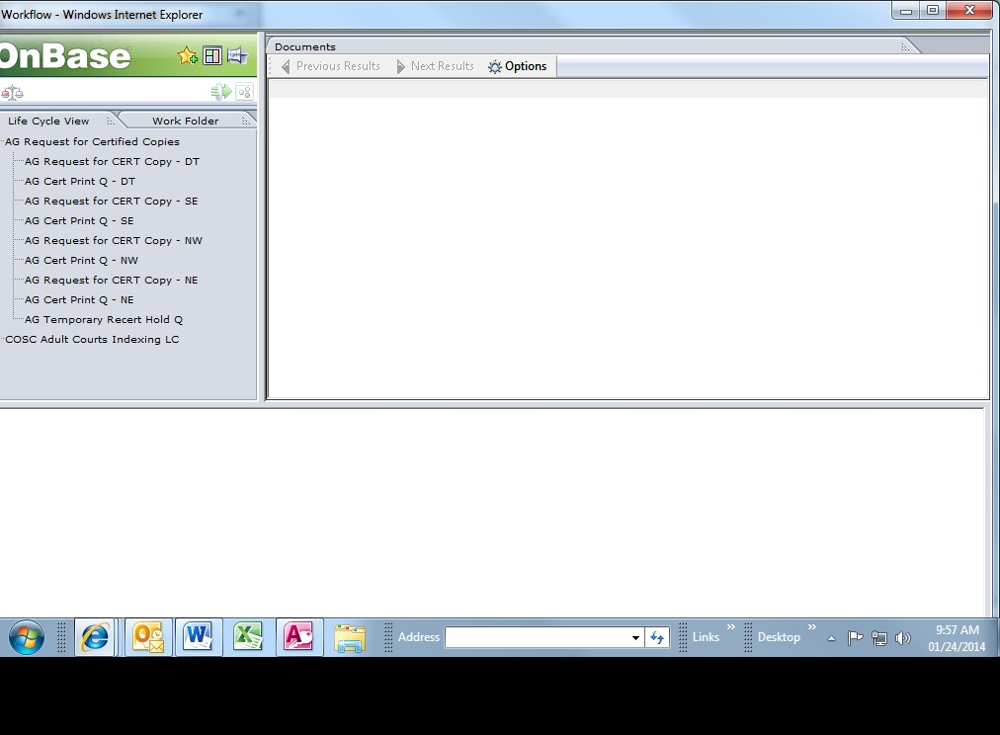 Workflow - Windows Internet Explorer
OnBase
Documents
Previous Results Next Results Options
Life Cycle View Work Folder
AG Request for Certified Copies
AG Request for CERT Copy - DT
AG Cert Print Q - DT
AG Request for CERT Copy - SE
AG Cert Print Q - SE
AG Request for CERT Copy - NW
AG Cert Print Q - NW
AG Request for CERT Copy - NE
AG Cert Print Q - NE
AG Temporary Recert Hold Q
COSC Adult Courts Indexing LC
Address Links » Desktop » 9:57 AM
01/24/2014